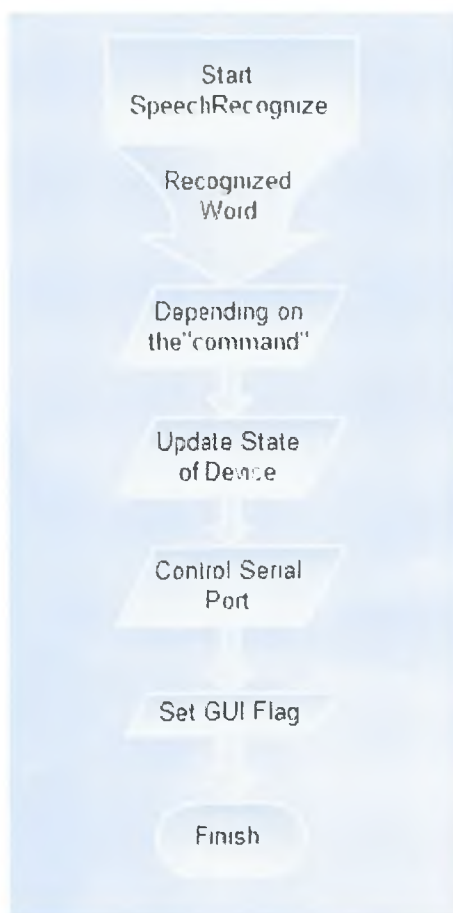 Start
SpeechRecognize
Recognized
Word
Depending on
the"command"
Update State
of Device
Control Serial
Port
Set GUI Flag
Finish